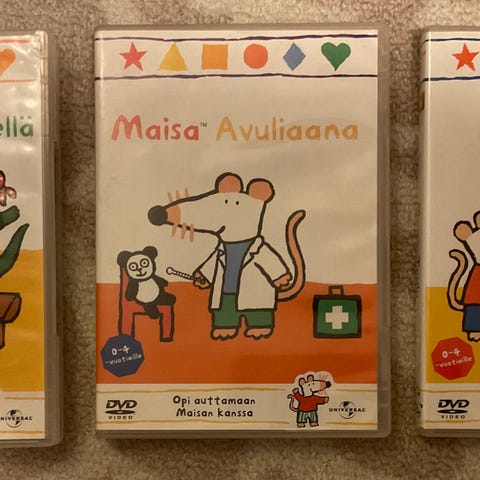 ellä
UNIVERSAL
Maisa™ Avuliaana
0-4
-vuotiaille
Opi auttamaan
Maisan kanssa
DVD
VIDEO
UNIVERSAL
0-4
-vuotiaille
DVD
VIDEO
UNIVERSAL